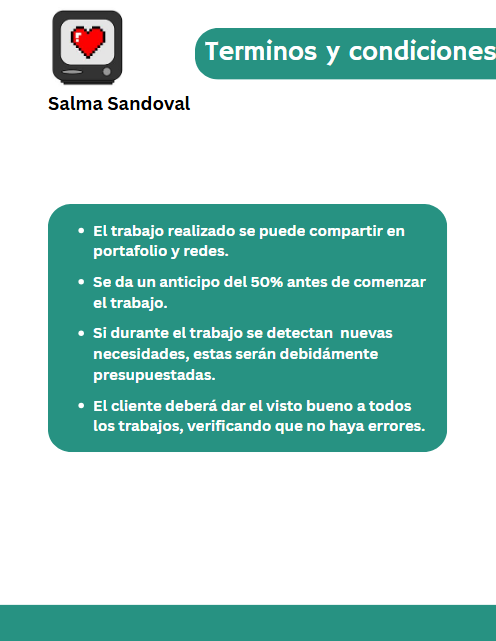 Terminos y condiciones
Salma Sandoval
• El trabajo realizado se puede compartir en
portafolio y redes.
• Se da un anticipo del 50% antes de comenzar
el trabajo.
• Si durante el trabajo se detectan  nuevas
necesidades, estas serán debidámente
presupuestadas.
• El cliente deberá dar el visto bueno a todos
los trabajos, verificando que no haya errores.